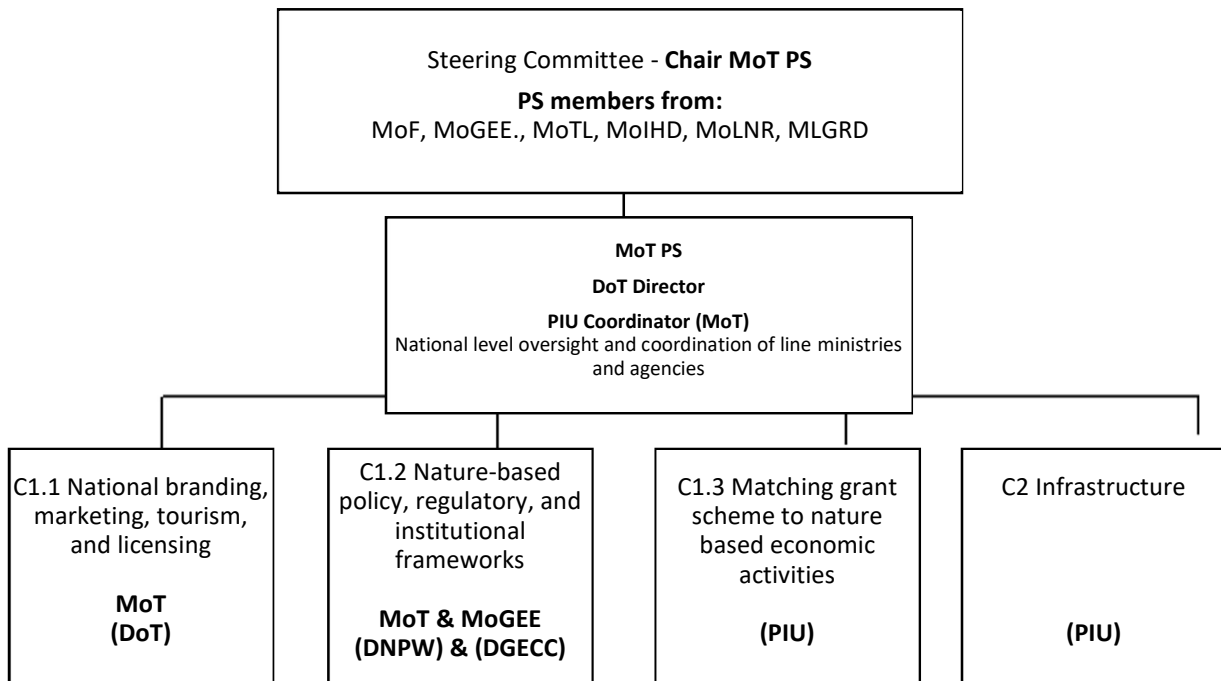 Steering Committee - Chair MoT PS
PS members from:
MoF, MoGEE., MoTL, MoIHD, MoLNR, MLGRD
MoT PS
DoT Director
PIU Coordinator (MoT)
National level oversight and coordination of line ministries
and agencies
C1.1 National branding,
marketing, tourism,
and licensing
MoT
(DoT)
C1.2 Nature-based
policy, regulatory, and
institutional
frameworks
MoT & MoGEE
(DNPW) & (DGECC)
C1.3 Matching grant
scheme to nature
based economic
activities
(PIU)
C2 Infrastructure
(PIU)